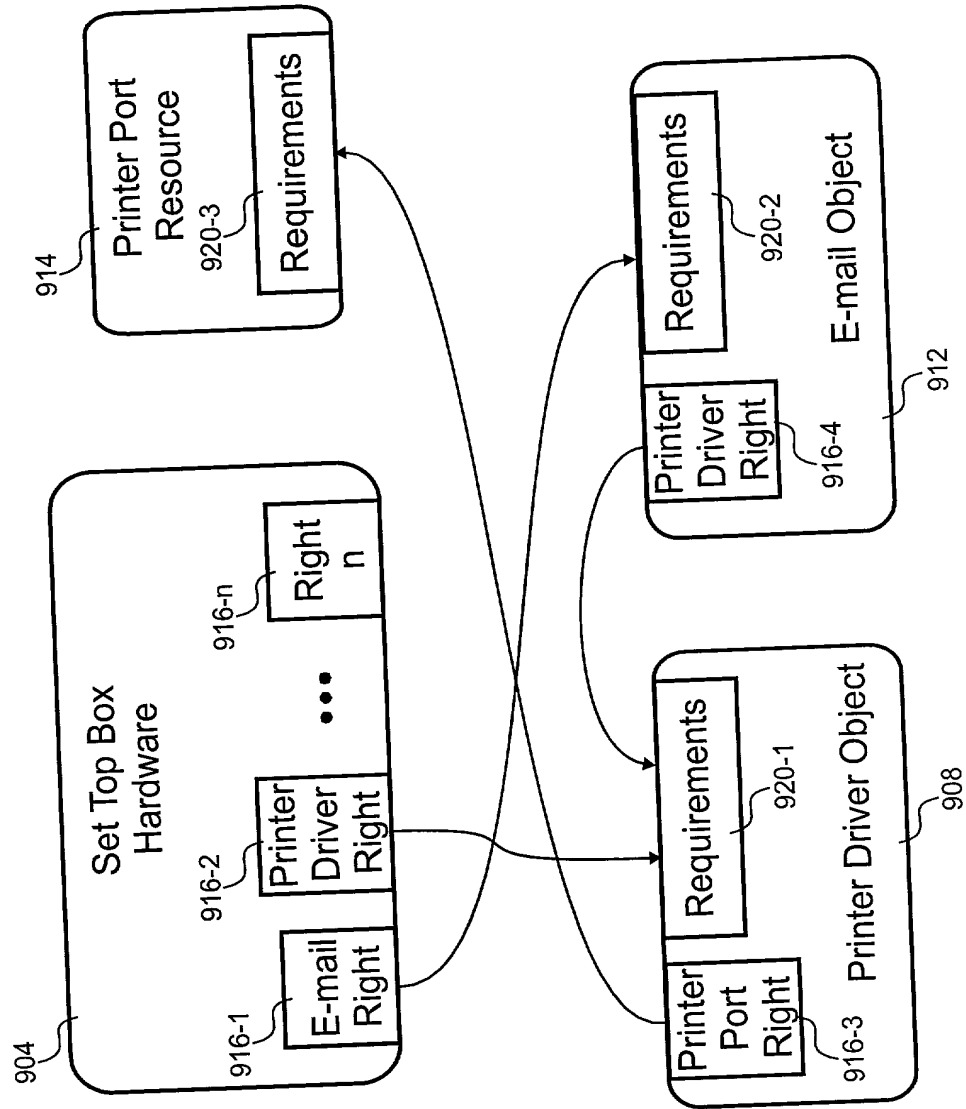 904
Set Top Box
Hardware
916-1
E-mail
Right
916-2
Printer
Driver
Right
916-n
Right
n
914
Printer Port
Resource
920-3
Requirements
Printer
Port
Right
916-3
Requirements
920-1
Printer Driver Object
908
Printer
Driver
Right
916-4
Requirements
920-2
E-mail Object
912